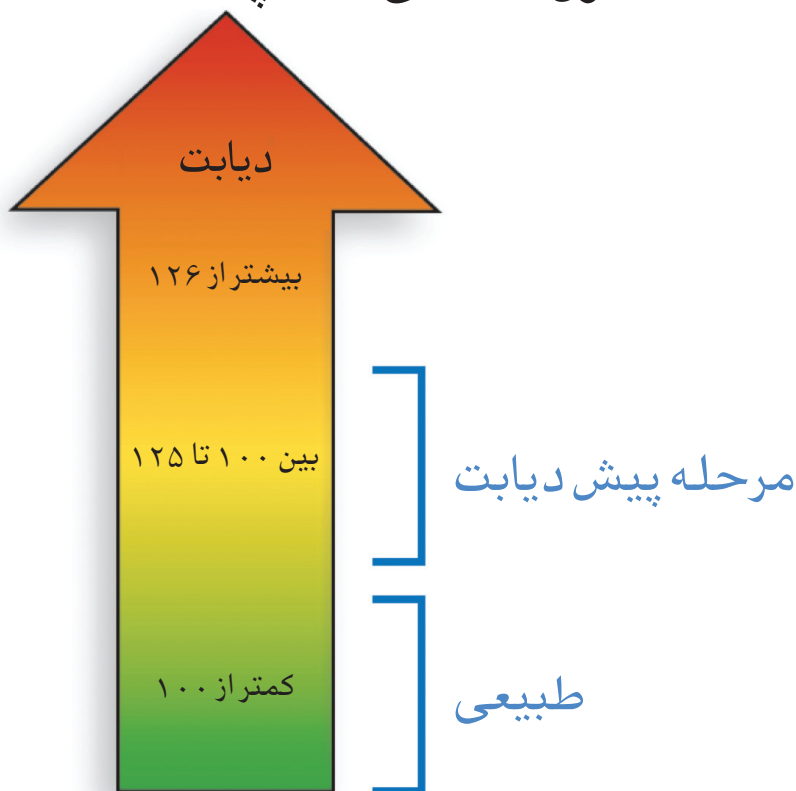 دیابت
بیشتر از ۱۲۶
بین ۱۰۰ تا ۱۲۵
مرحله پیش دیابت
کمتر از ۱۰۰
طبیعی